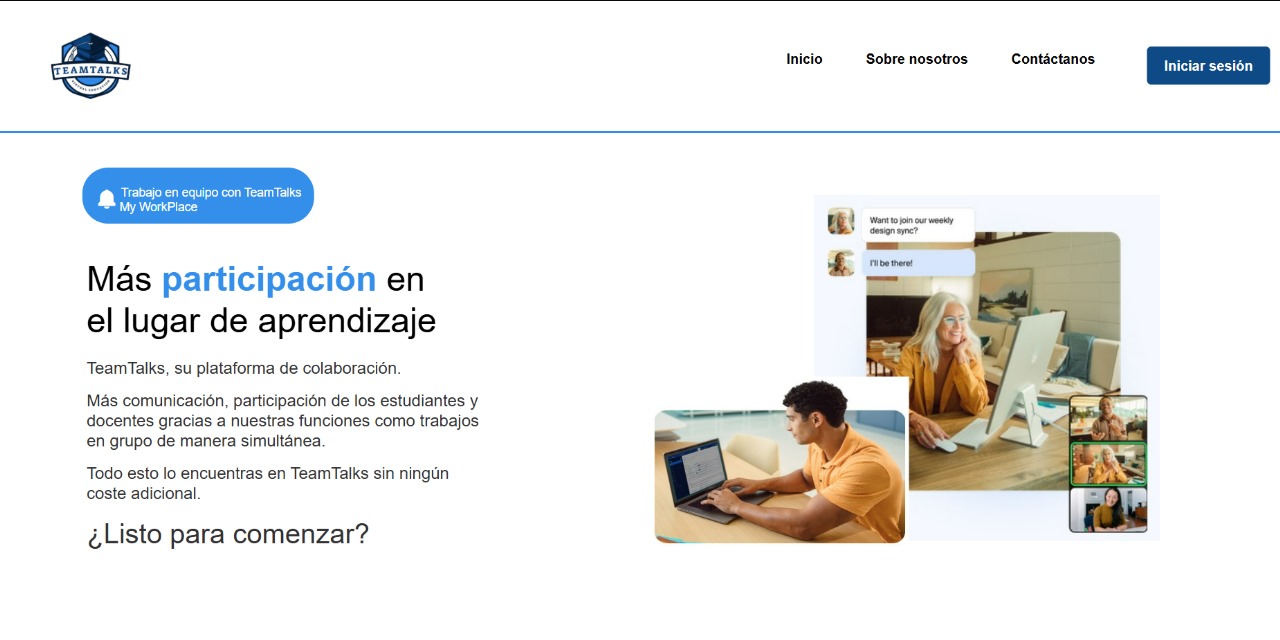 TEAMTALKS
Inicio
Sobre nosotros
Contáctanos
Iniciar sesión
Trabajo en equipo con TeamTalks
My WorkPlace
Más participación en
el lugar de aprendizaje
TeamTalks, su plataforma de colaboración.
Más comunicación, participación de los estudiantes y
docentes gracias a nuestras funciones como trabajos
en grupo de manera simultánea.
Todo esto lo encuentras en TeamTalks sin ningún
coste adicional.
¿Listo para comenzar?
Want to join our weekly
design sync?
I'll be there!